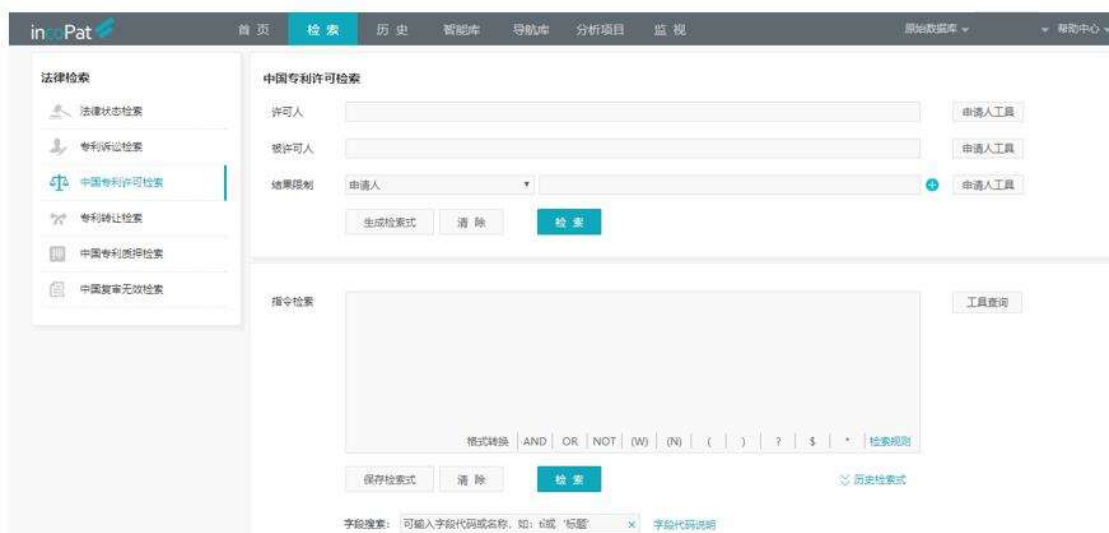 incoPat 首 页 检 索 历 史 智能库 导航库 分析项目 监 视 原始数据库 帮助中心
法律检索
法律状态检索
专利诉讼检索
中国专利许可检索
专利转让检索
中国专利质押检索
中国复审无效检索
中国专利许可检索
许可人 申请人工具
被许可人 申请人工具
结果限制 申请人 申请人工具
生成检索式 清 除 检 索
指令检索 工具查询
格式转换 AND OR NOT (W) (N) ( ) ? $ * 检索规则
保存检索式 清 除 检 索 历史检索式
字段搜索: 可输入字段代码或名称，如: ti或 '标题' × 字段代码说明